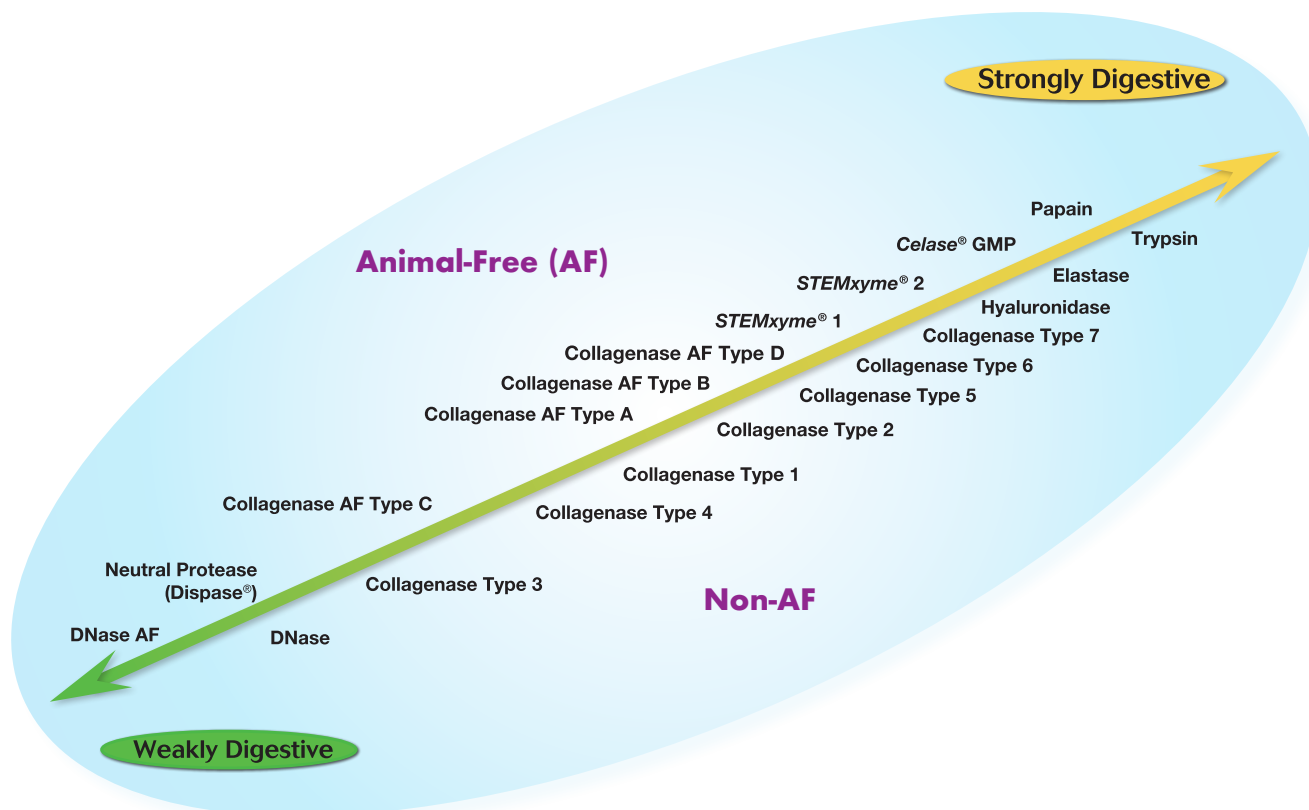 Strongly Digestive
Papain
Trypsin
Celase® GMP
Animal-Free (AF)
Elastase
STEMxyme® 2
Hyaluronidase
STEMxyme® 1
Collagenase Type 7
Collagenase AF Type D
Collagenase Type 6
Collagenase AF Type B
Collagenase Type 5
Collagenase AF Type A
Collagenase Type 2
Collagenase Type 1
Collagenase AF Type C
Collagenase Type 4
Neutral Protease
(Dispase®)
Collagenase Type 3
Non-AF
DNase AF
DNase
Weakly Digestive